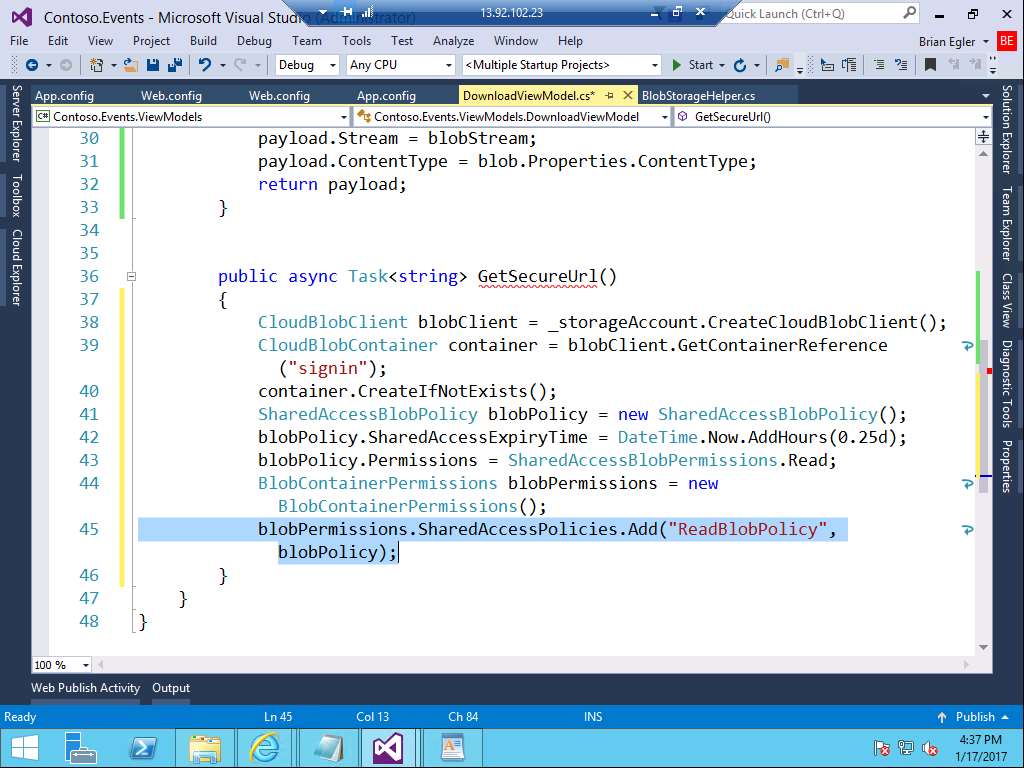 Contoso.Events - Microsoft Visual Studio (Administrator)
13.92.102.23
Quick Launch (Ctrl+Q)
File Edit View Project Build Debug Team Tools Test Analyze Window Help
Brian Egler
BE
Debug
Any CPU
<Multiple Startup Projects>
Start
App.config Web.config Web.config App.config DownloadViewModel.cs* BlobStorageHelper.cs
C# Contoso.Events.ViewModels
Contoso.Events.ViewModels.DownloadViewModel
GetSecureUrl()
Server Explorer
Toolbox
Cloud Explorer
30 payload.Stream = blobStream;
31 payload.ContentType = blob.Properties.ContentType;
32 return payload;
33 }
34
35
36 public async Task<string> GetSecureUrl()
37 {
38 CloudBlobClient blobClient = _storageAccount.CreateCloudBlobClient();
39 CloudBlobContainer container = blobClient.GetContainerReference
("signin");
40 container.CreateIfNotExists();
41 SharedAccessBlobPolicy blobPolicy = new SharedAccessBlobPolicy();
42 blobPolicy.SharedAccessExpiryTime = DateTime.Now.AddHours(0.25d);
43 blobPolicy.Permissions = SharedAccessBlobPermissions.Read;
44 BlobContainerPermissions blobPermissions = new
BlobContainerPermissions();
45 blobPermissions.SharedAccessPolicies.Add("ReadBlobPolicy",
blobPolicy);
46 }
47 }
48 }
Solution Explorer
Team Explorer
Class View
Diagnostic Tools
Properties
100 %
Web Publish Activity Output
Ready
Ln 45
Col 13
Ch 84
INS
Publish
4:37 PM
1/17/2017